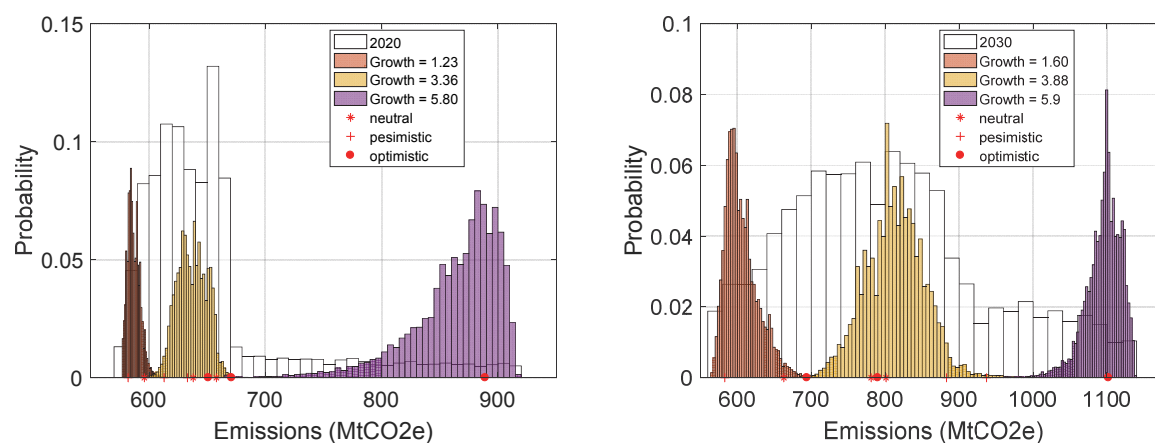 0.15
0.1
0.05
0
Probability
600
700
800
900
Emissions (MtCO2e)
2020
Growth = 1.23
Growth = 3.36
Growth = 5.80
neutral
pesimistic
optimistic
0.1
0.08
0.06
0.04
0.02
0
Probability
600
700
800
900
1000
1100
Emissions (MtCO2e)
2030
Growth = 1.60
Growth = 3.88
Growth = 5.9
neutral
pesimistic
optimistic